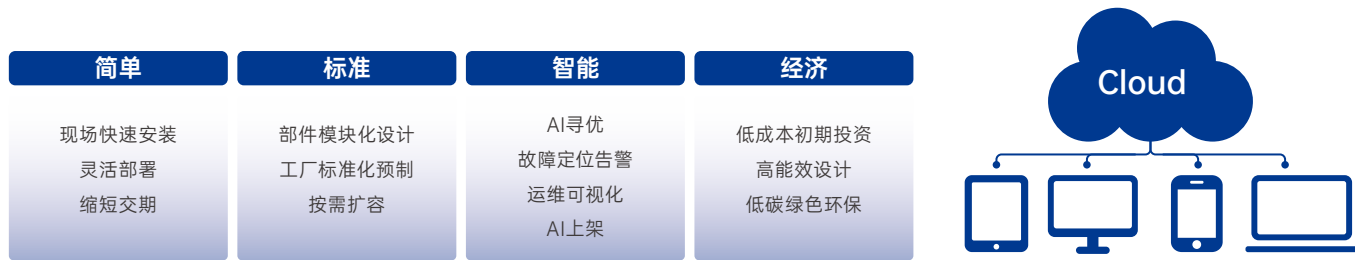 简单
现场快速安装
灵活部署
缩短交期
标准
部件模块化设计
工厂标准化预制
按需扩容
智能
AI寻优
故障定位告警
运维可视化
AI上架
经济
低成本初期投资
高能效设计
低碳绿色环保
Cloud